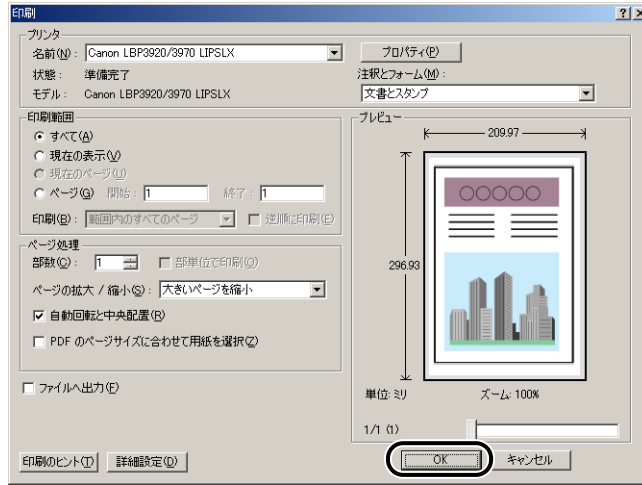 印刷
プリンタ
名前(N): Canon LBP3920/3970 LIPSLX
プロパティ(P)
状態: 準備完了
注釈とフォーム(M):
モデル: Canon LBP3920/3970 LIPSLX
文書とスタンプ
印刷範囲
すべて(A)
現在の表示(V)
現在のページ(U)
ページ(G) 開始: 1 終了: 1
印刷(B): 範囲内のすべてのページ 逆順に印刷(E)
ページ処理
部数(C): 1 部単位で印刷(O)
ページの拡大 / 縮小(S): 大きいページを縮小
自動回転と中央配置(R)
PDF のページサイズに合わせて用紙を選択(Z)
ファイルへ出力(F)
プレビュー
209.97
296.93
単位: ミリ ズーム: 100%
1/1 (1)
印刷のヒント(T) 詳細設定(D) OK キャンセル